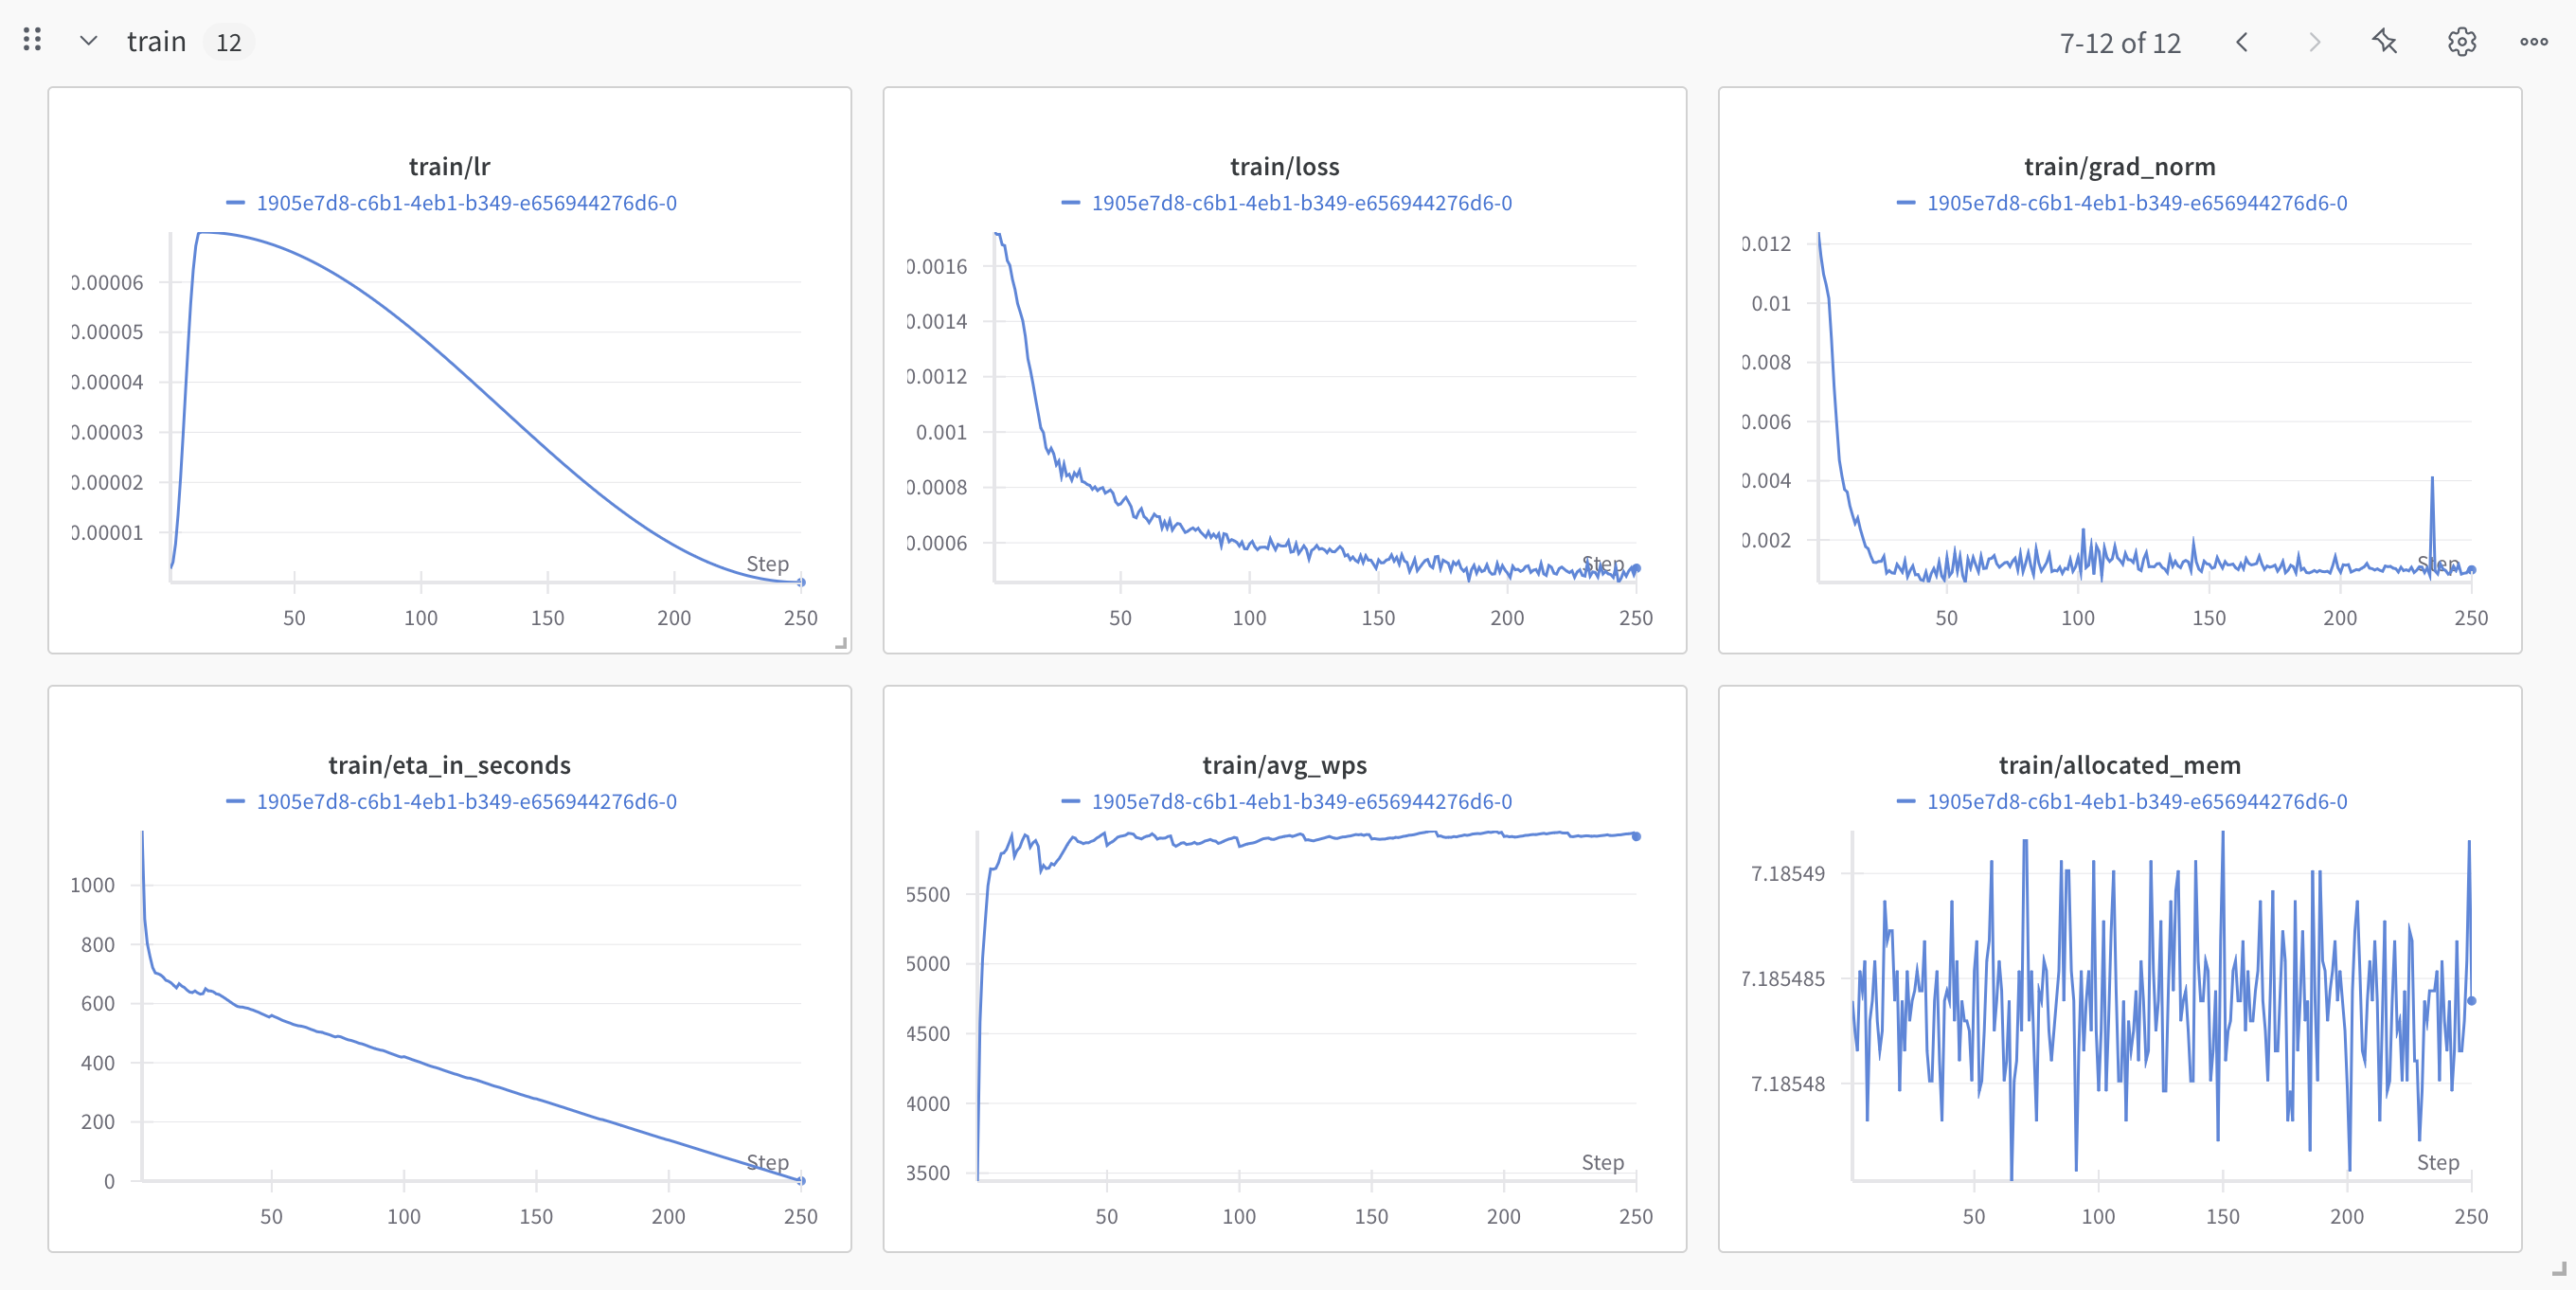 train 12 7-12 of 12
train/lr
1905e7d8-c6b1-4eb1-b349-e656944276d6-0
0.00006
0.00005
0.00004
0.00003
0.00002
0.00001
Step
50 100 150 200 250
train/loss
1905e7d8-c6b1-4eb1-b349-e656944276d6-0
0.0016
0.0014
0.0012
0.001
0.0008
0.0006
Step
50 100 150 200 250
train/grad_norm
1905e7d8-c6b1-4eb1-b349-e656944276d6-0
0.012
0.01
0.008
0.006
0.004
0.002
Step
50 100 150 200 250
train/eta_in_seconds
1905e7d8-c6b1-4eb1-b349-e656944276d6-0
1000
800
600
400
200
0
Step
50 100 150 200 250
train/avg_wps
1905e7d8-c6b1-4eb1-b349-e656944276d6-0
5500
5000
4500
4000
3500
Step
50 100 150 200 250
train/allocated_mem
1905e7d8-c6b1-4eb1-b349-e656944276d6-0
7.18549
7.185485
7.18548
Step
50 100 150 200 250